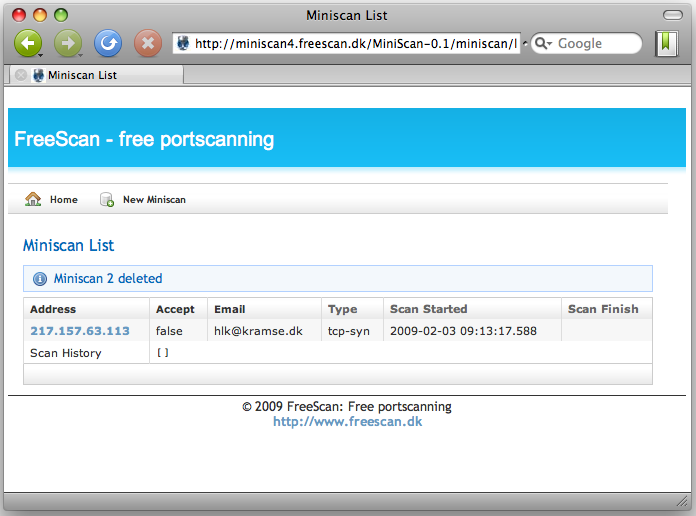 Miniscan List
http://miniscan4.freescan.dk/MiniScan-0.1/miniscan/l
Google
Miniscan List
FreeScan - free portscanning
Home New Miniscan
Miniscan List
Miniscan 2 deleted
Address Accept Email Type Scan Started Scan Finish
217.157.63.113 false hlk@kramse.dk tcp-syn 2009-02-03 09:13:17.588
Scan History []
© 2009 FreeScan: Free portscanning
http://www.freescan.dk